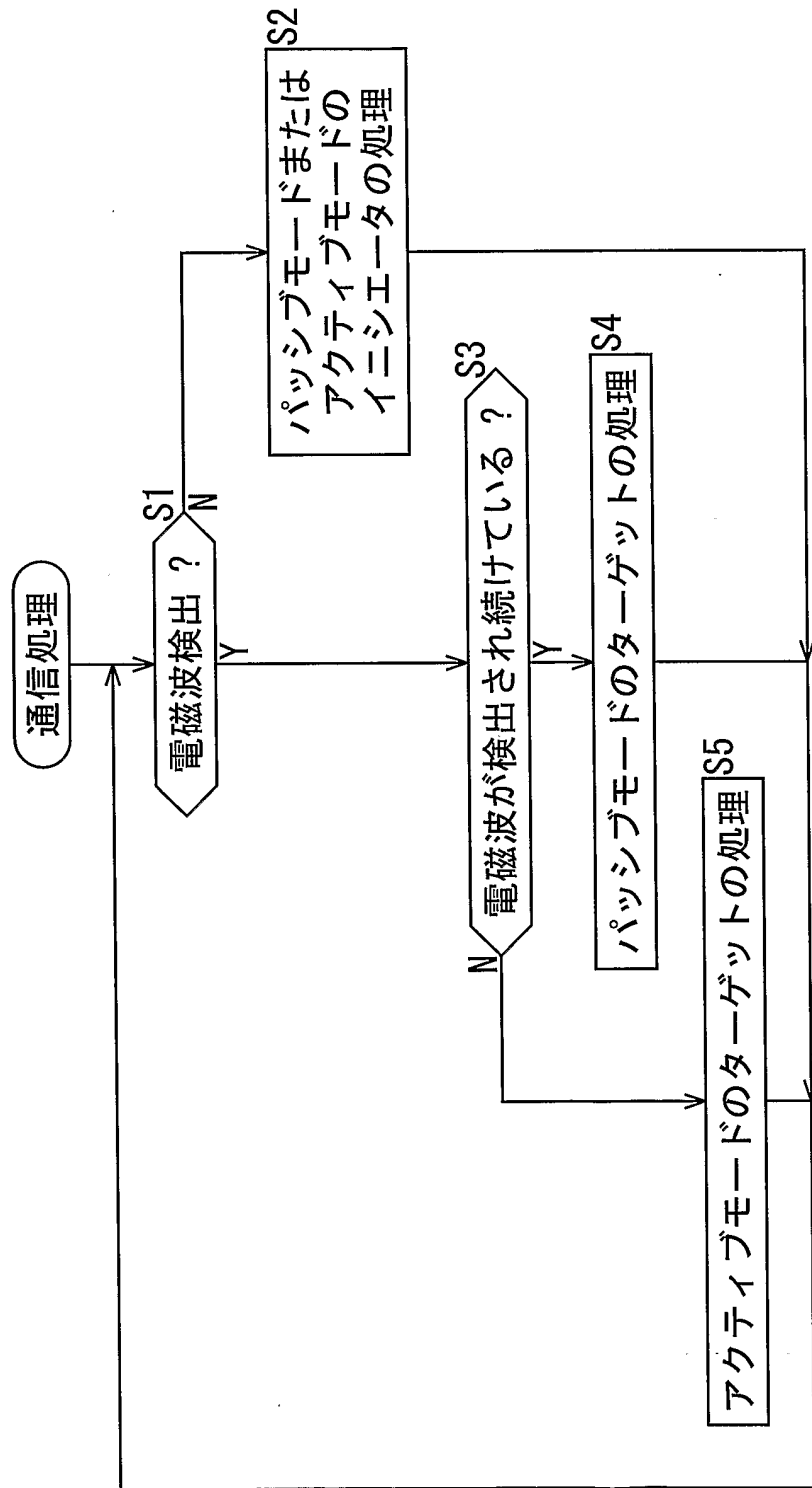 通信処理
電磁波検出 ?
S1
N
Y
パッシブモードまたは
アクティブモードの
イニシエータの処理
S2
電磁波が検出され続けている ?
S3
N
Y
パッシブモードのターゲットの処理
S4
アクティブモードのターゲットの処理
S5